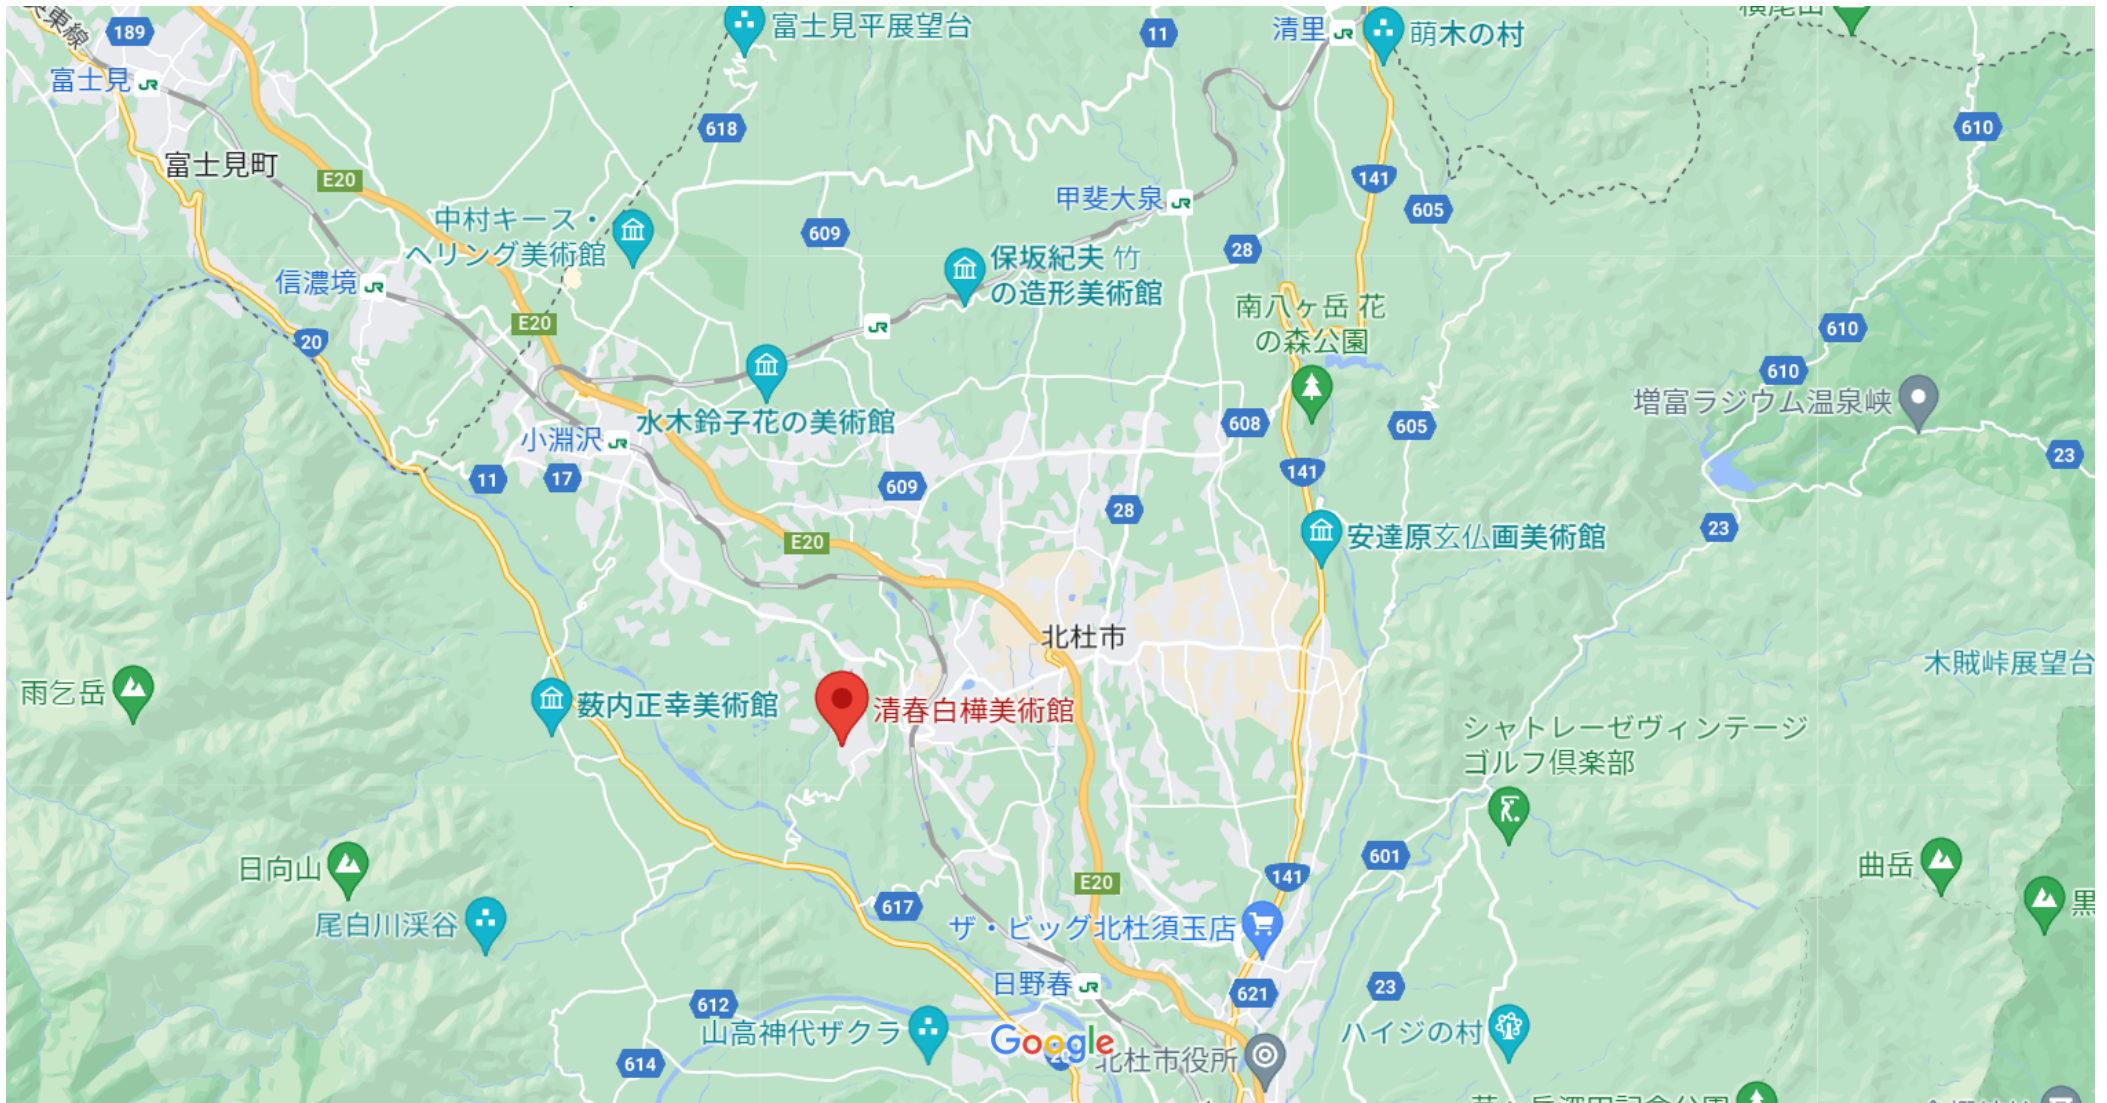 189
富士見平展望台
11
清里
萌木の村
富士見
618
610
富士見町
E20
141
605
甲斐大泉
中村キース・
ヘリング美術館
609
28
保坂紀夫 竹
の造形美術館
信濃境
南八ヶ岳 花
の森公園
E20
20
610
610
増富ラジウム温泉峡
水木鈴子花の美術館
608
605
小淵沢
23
11
17
141
609
28
23
安達原玄仏画美術館
E20
北杜市
木賊峠展望台
雨乞岳
薮内正幸美術館
清春白樺美術館
シャトレーゼヴィンテージ
ゴルフ倶楽部
日向山
601
曲岳
141
E20
617
黒
尾白川渓谷
ザ・ビッグ北杜須玉店
日野春
23
621
612
山高神代ザクラ
Google
ハイジの村
北杜市役所
614